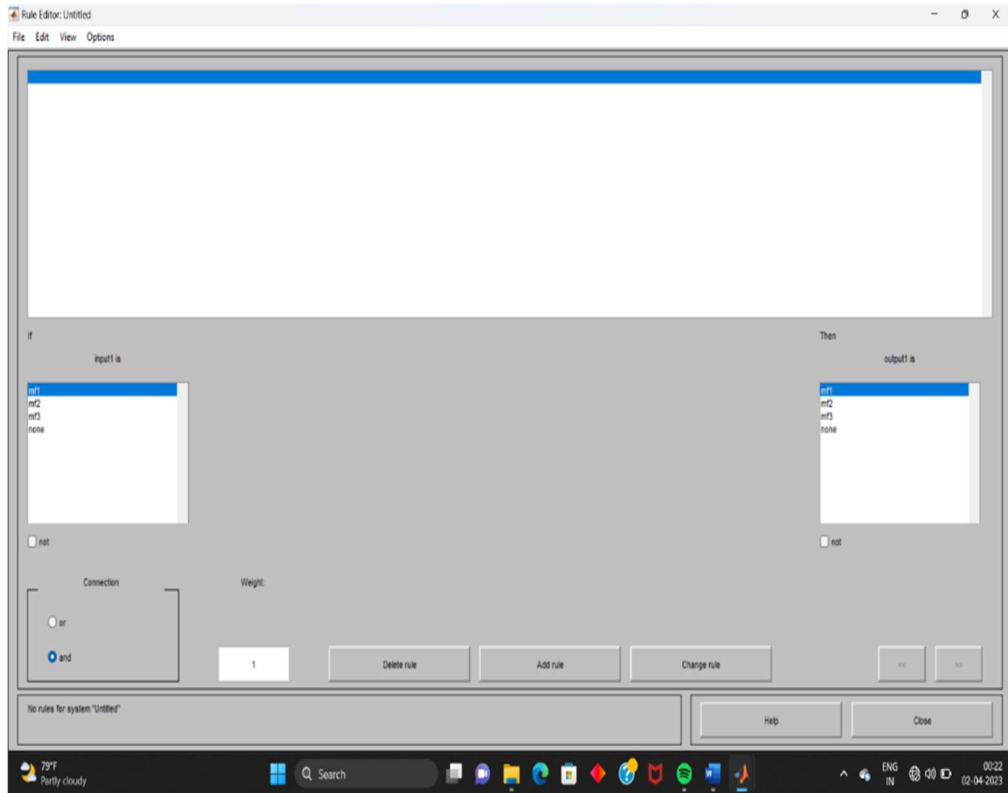 Rule Editor: Untitled
File Edit View Options
If
Then
input1 is
output1 is
mf1
mf2
mf3
none
mf1
mf2
mf3
none
not
not
Connection
Weight:
or
and
1
Delete rule
Add rule
Change rule
<<
>>
No rules for system "Untitled"
Help
Close
79°F
Partly cloudy
Search
ENG
IN
00:22
02-04-2023